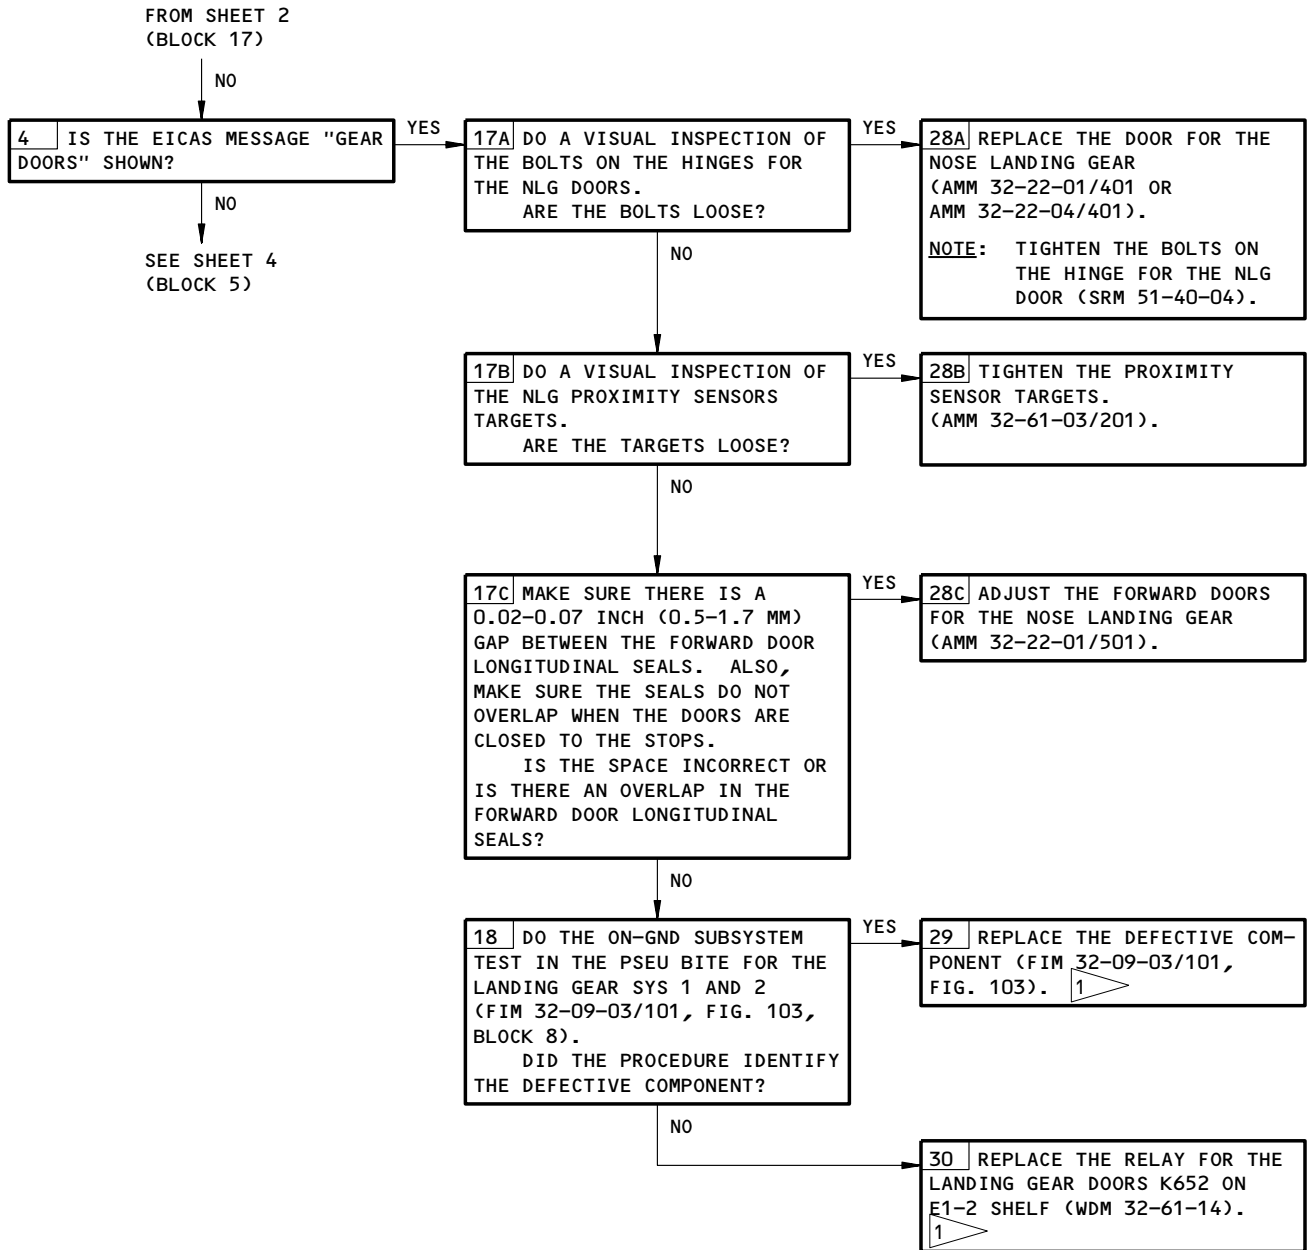 FROM SHEET 2
(BLOCK 17)
NO
4 IS THE EICAS MESSAGE "GEAR
DOORS" SHOWN?
YES
NO
SEE SHEET 4
(BLOCK 5)
17A DO A VISUAL INSPECTION OF
THE BOLTS ON THE HINGES FOR
THE NLG DOORS.
ARE THE BOLTS LOOSE?
YES
NO
28A REPLACE THE DOOR FOR THE
NOSE LANDING GEAR
(AMM 32-22-01/401 OR
AMM 32-22-04/401).
NOTE: TIGHTEN THE BOLTS ON
THE HINGE FOR THE NLG
DOOR (SRM 51-40-04).
17B DO A VISUAL INSPECTION OF
THE NLG PROXIMITY SENSORS
TARGETS.
ARE THE TARGETS LOOSE?
YES
NO
28B TIGHTEN THE PROXIMITY
SENSOR TARGETS.
(AMM 32-61-03/201).
17C MAKE SURE THERE IS A
0.02-0.07 INCH (0.5-1.7 MM)
GAP BETWEEN THE FORWARD DOOR
LONGITUDINAL SEALS. ALSO,
MAKE SURE THE SEALS DO NOT
OVERLAP WHEN THE DOORS ARE
CLOSED TO THE STOPS.
IS THE SPACE INCORRECT OR
IS THERE AN OVERLAP IN THE
FORWARD DOOR LONGITUDINAL
SEALS?
YES
NO
28C ADJUST THE FORWARD DOORS
FOR THE NOSE LANDING GEAR
(AMM 32-22-01/501).
18 DO THE ON-GND SUBSYSTEM
TEST IN THE PSEU BITE FOR THE
LANDING GEAR SYS 1 AND 2
(FIM 32-09-03/101, FIG. 103,
BLOCK 8).
DID THE PROCEDURE IDENTIFY
THE DEFECTIVE COMPONENT?
YES
NO
29 REPLACE THE DEFECTIVE COM-
PONENT (FIM 32-09-03/101,
FIG. 103). 1
30 REPLACE THE RELAY FOR THE
LANDING GEAR DOORS K652 ON
E1-2 SHELF (WDM 32-61-14).
1